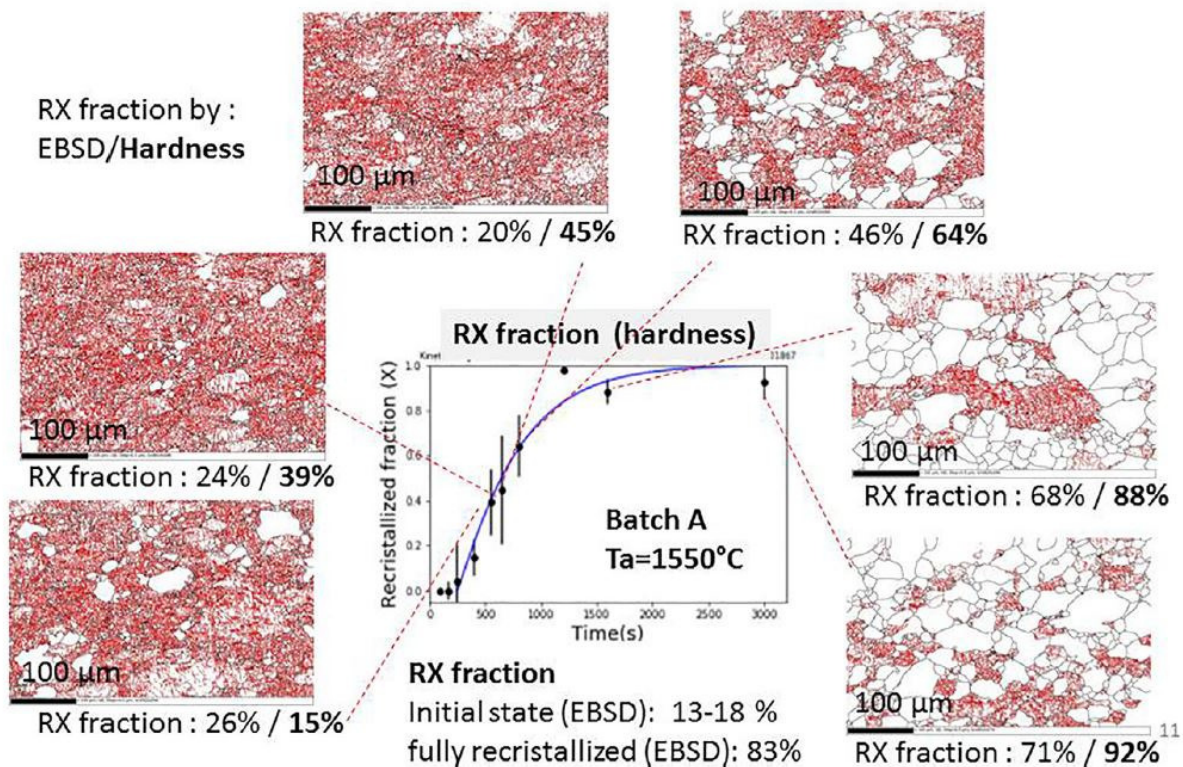 RX fraction by :
EBSD/Hardness
100 µm
RX fraction : 20% / 45%
100 µm
RX fraction : 46% / 64%
100 µm
RX fraction : 24% / 39%
100 µm
RX fraction : 68% / 88%
100 µm
RX fraction : 26% / 15%
100 µm
RX fraction : 71% / 92%
RX fraction (hardness)
Kinet
11867
Recristallized fraction (X)
1.0
0.8
0.6
0.4
0.2
0.0
Batch A
Ta=1550°C
0 500 1000 1500 2000 2500 3000
Time(s)
RX fraction
Initial state (EBSD): 13-18 %
fully recristallized (EBSD): 83%
11